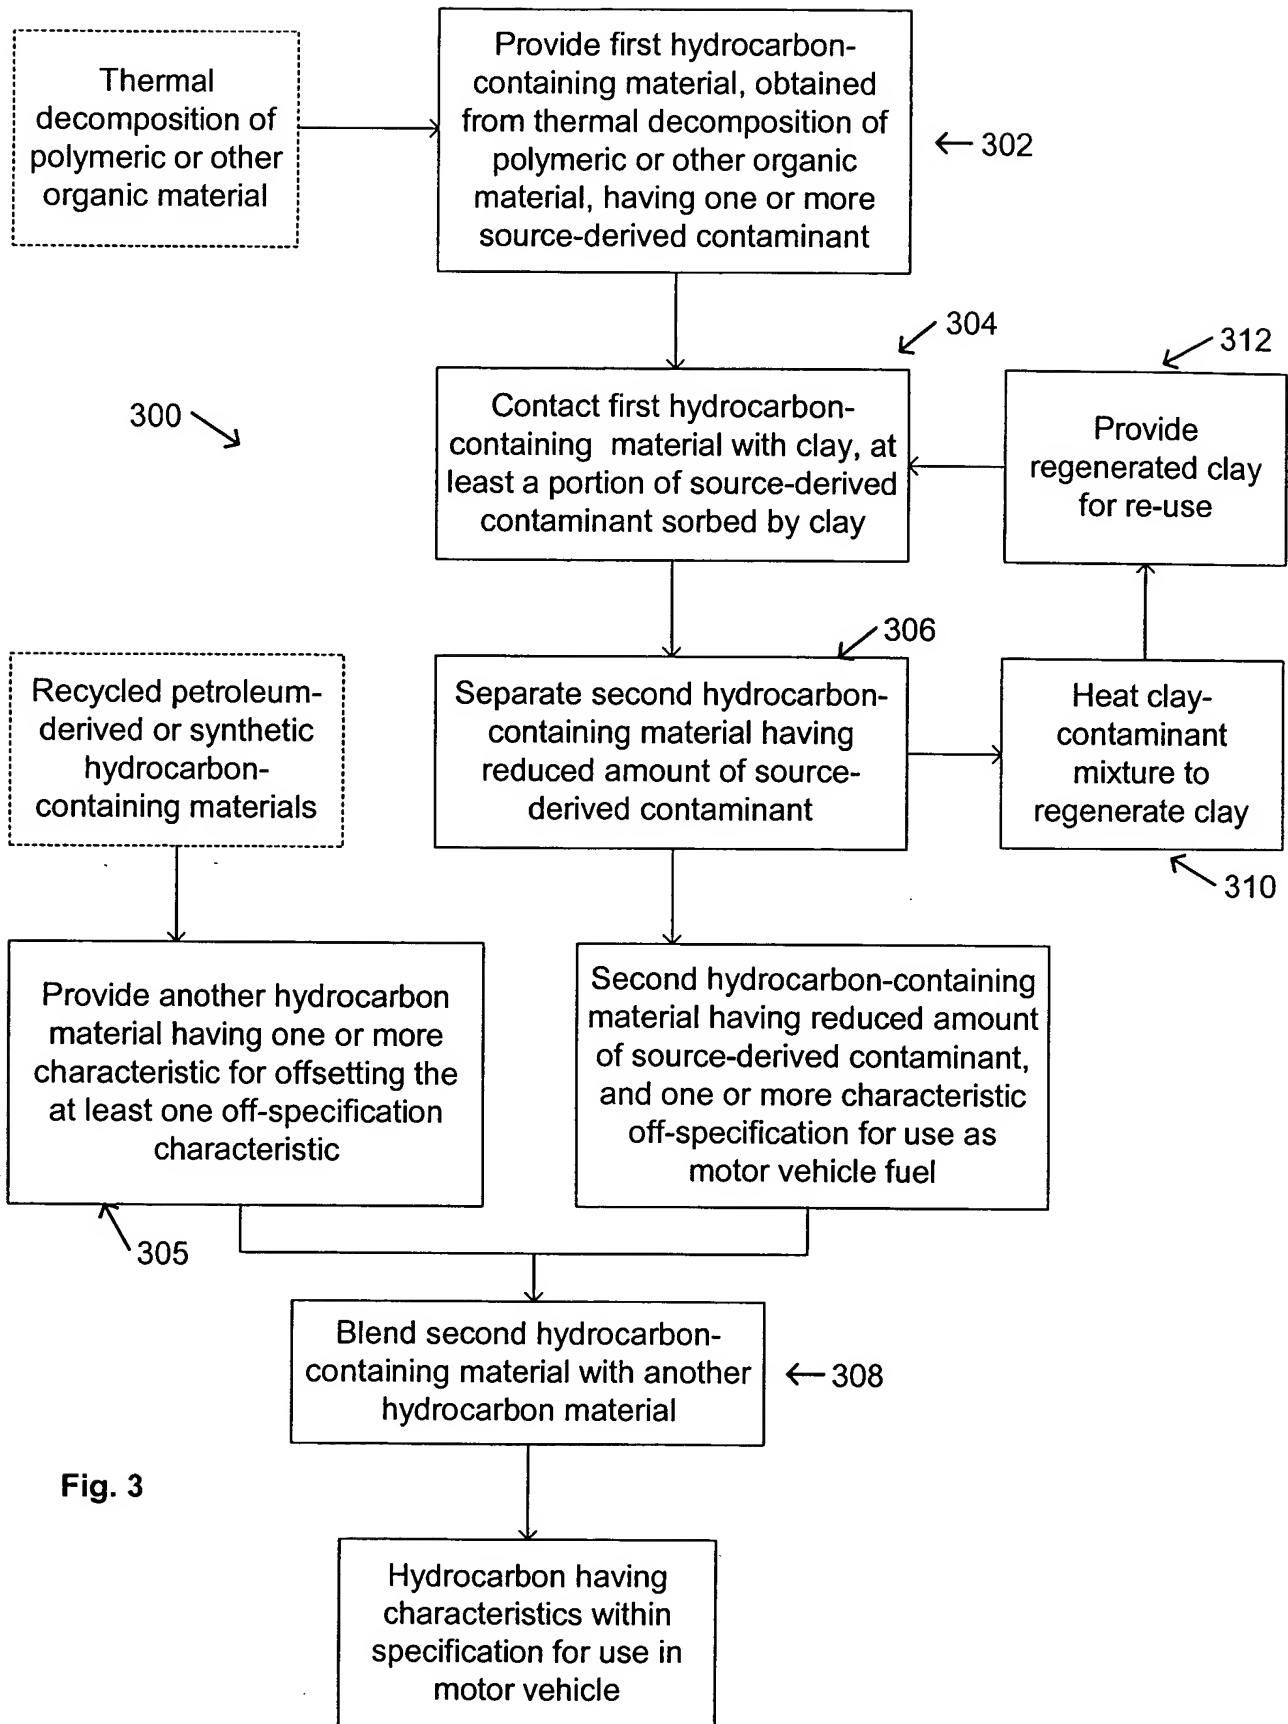 Thermal
decomposition of
polymeric or other
organic material
Provide first hydrocarbon-
containing material, obtained
from thermal decomposition of
polymeric or other organic
material, having one or more
source-derived contaminant
302
304
312
300
Contact first hydrocarbon-
containing material with clay, at
least a portion of source-derived
contaminant sorbed by clay
Provide
regenerated clay
for re-use
306
Recycled petroleum-
derived or synthetic
hydrocarbon-
containing materials
Separate second hydrocarbon-
containing material having
reduced amount of source-
derived contaminant
Heat clay-
contaminant
mixture to
regenerate clay
310
Provide another hydrocarbon
material having one or more
characteristic for offsetting the
at least one off-specification
characteristic
Second hydrocarbon-containing
material having reduced amount
of source-derived contaminant,
and one or more characteristic
off-specification for use as
motor vehicle fuel
305
Blend second hydrocarbon-
containing material with another
hydrocarbon material
308
Fig. 3
Hydrocarbon having
characteristics within
specification for use in
motor vehicle